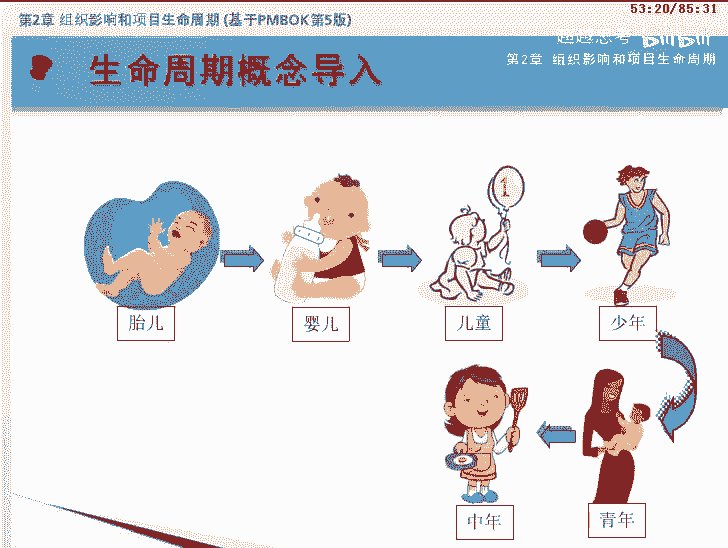 53:20/85:31
第2章 组织影响和项目生命周期 (基于PMBOK第5版)
生命周期概念导入
bilibili
第2章 组织影响和项目生命周期
1
胎儿
婴儿
儿童
少年
中年
青年